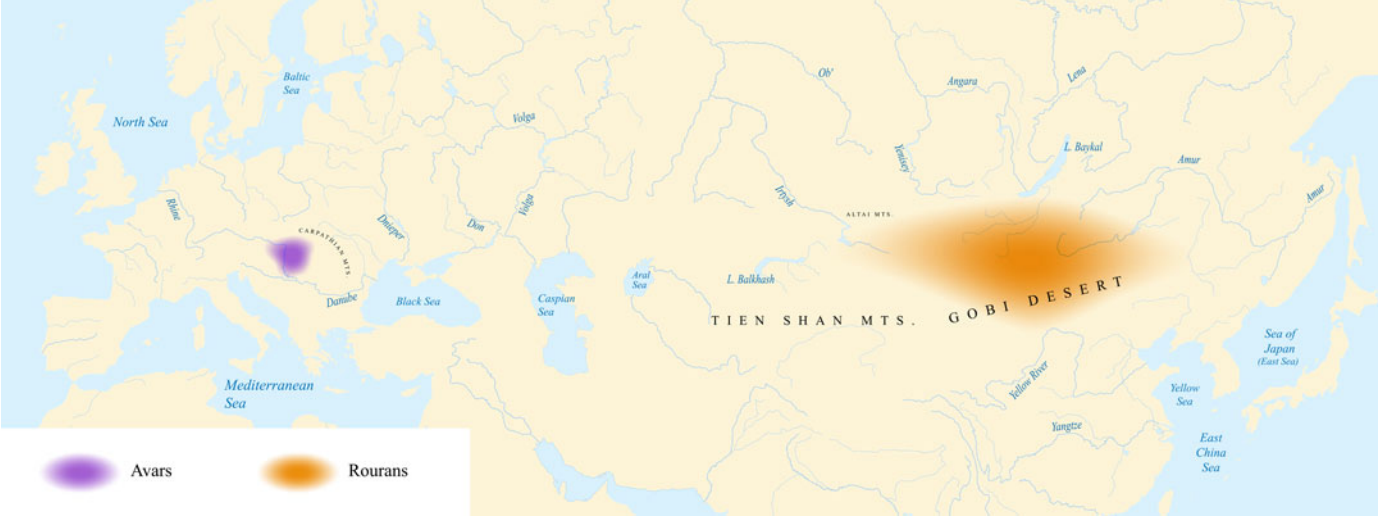 Baltic
Sea
North Sea
Ob'
Angara
Lena
Volga
L. Baykal
Yenisey
Amur
Rhine
Volga
Irtysh
Amur
ALTAI MTS.
CARPATHIAN MTS.
Dnieper
Don
Danube
Black Sea
Caspian
Sea
Aral
Sea
L. Balkhash
TIEN SHAN MTS.
GOBI DESERT
Sea of
Japan
(East Sea)
Mediterranean
Sea
Yellow River
Yellow
Sea
Yangtze
East
China
Sea
Avars
Rourans